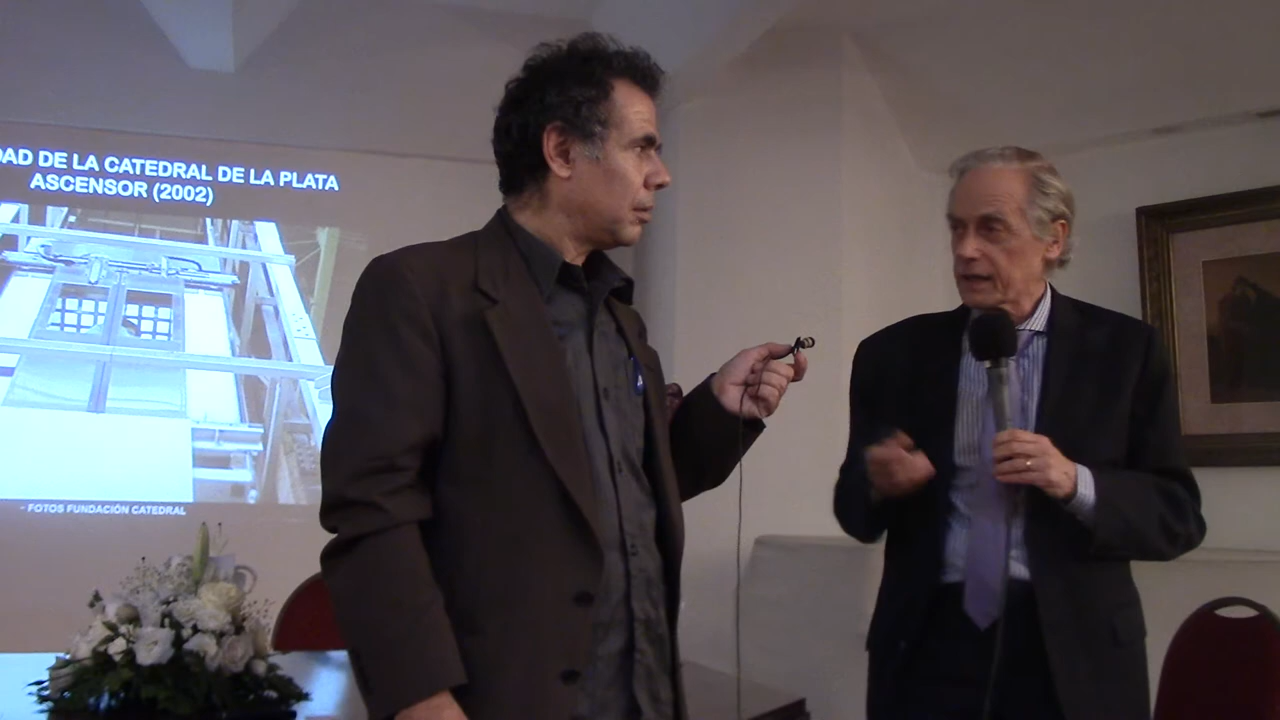 DAD DE LA CATEDRAL DE LA PLATA
ASCENSOR (2002)
- FOTOS FUNDACIÓN CATEDRAL